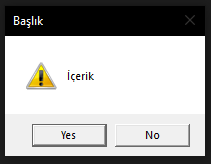 Başlık
İçerik
Yes No